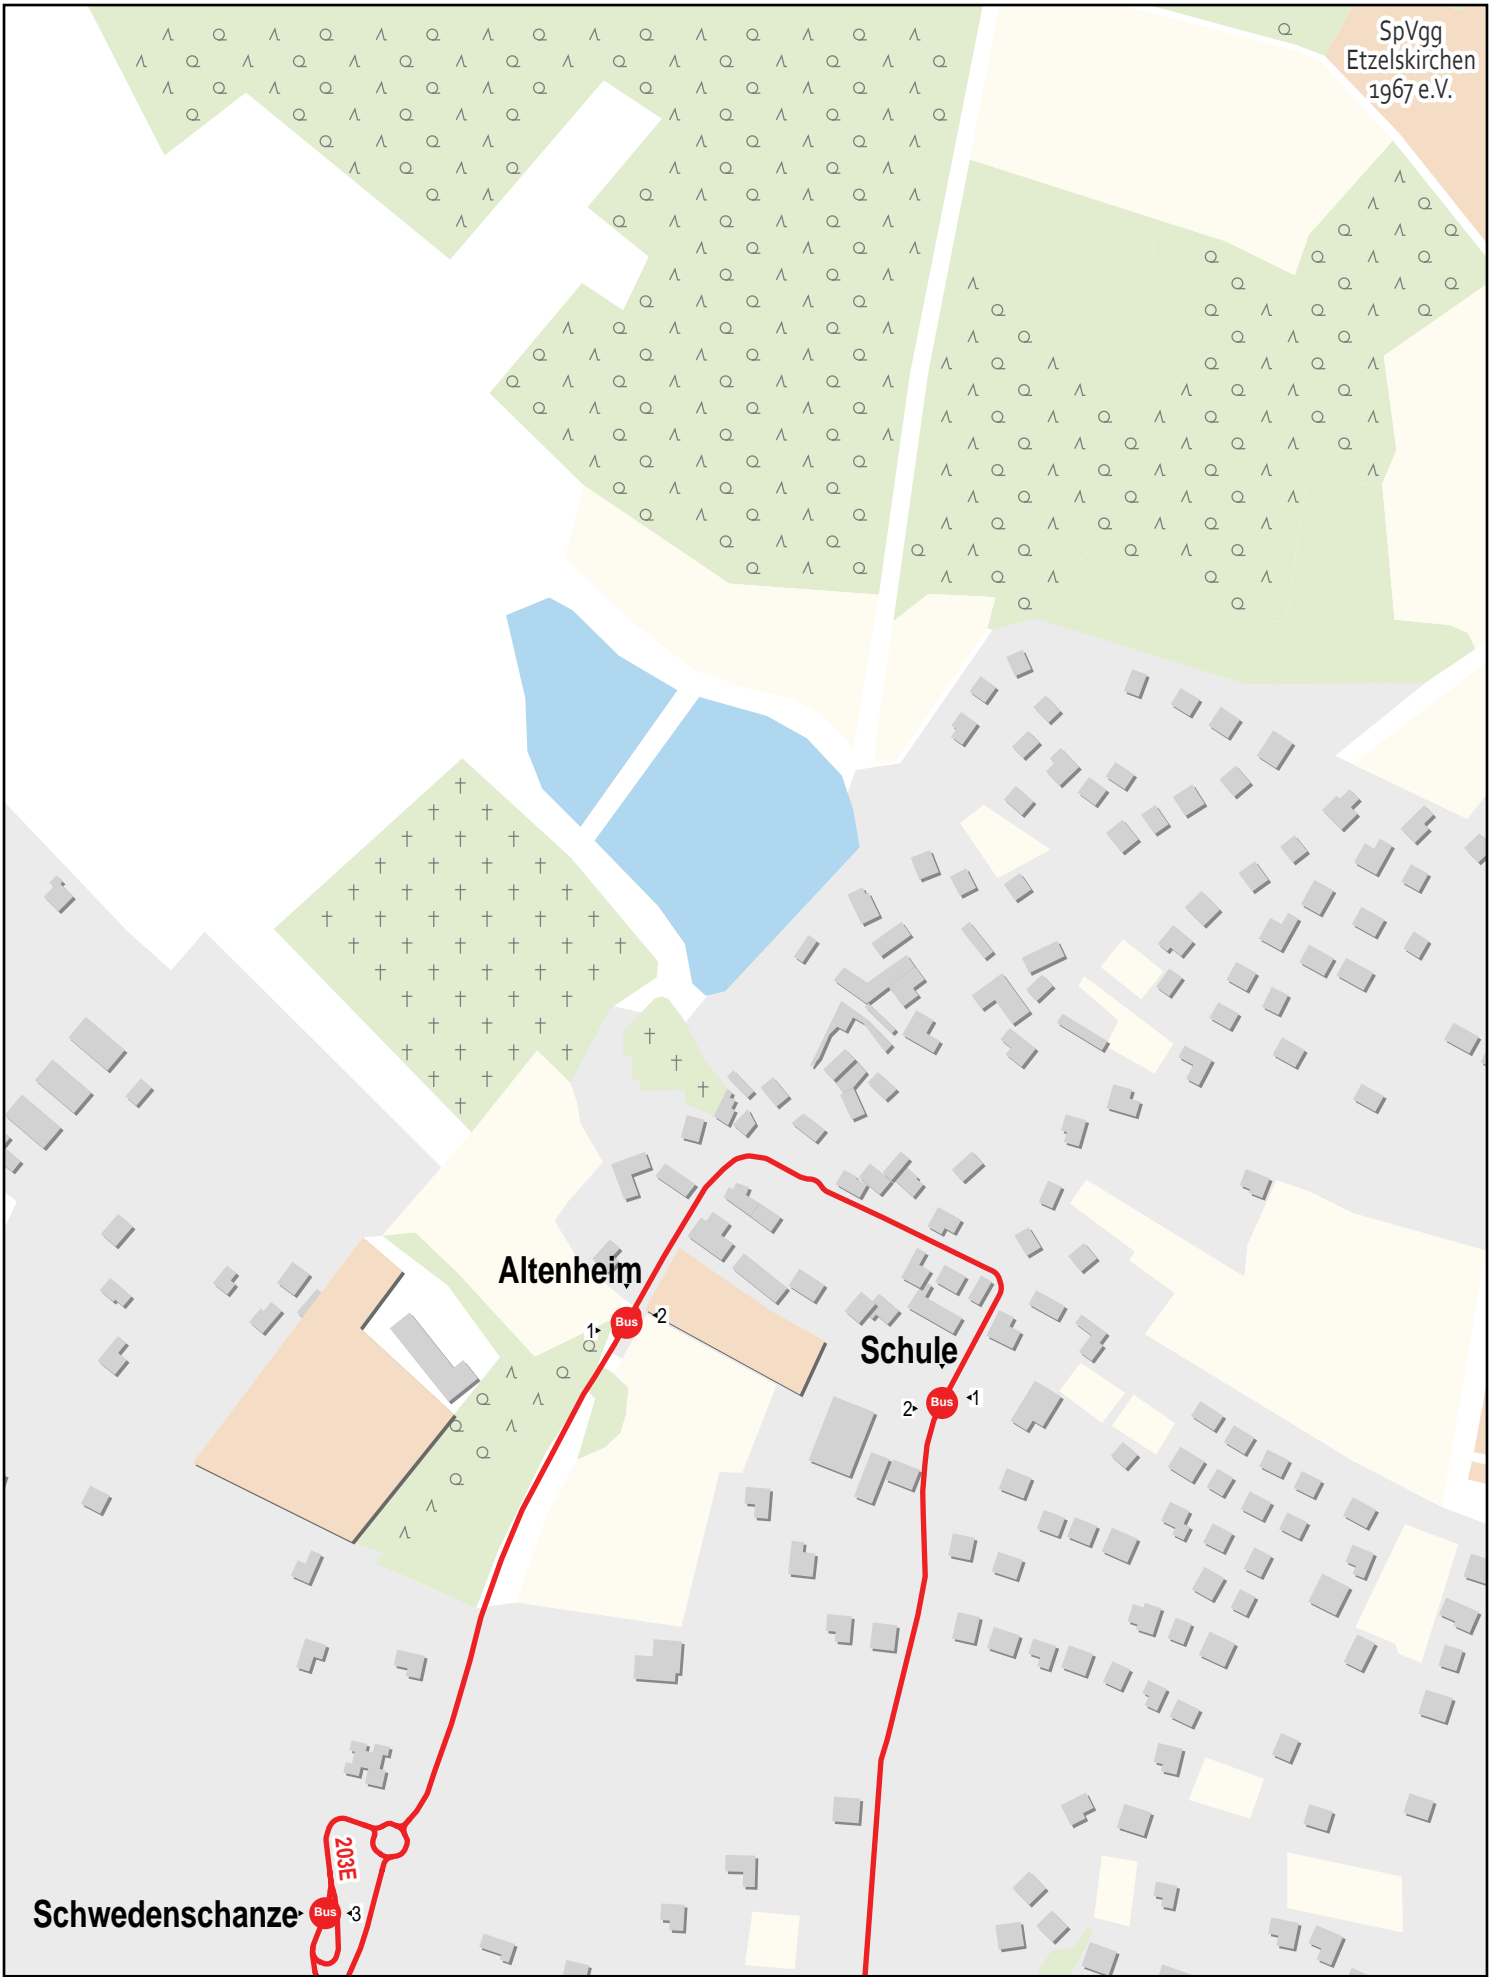 SpVgg
Etzelskirchen
1967 e.V.
Altenheim
1 Bus 2
Schule
2 Bus 1
203E
Schwedenschanze Bus 3